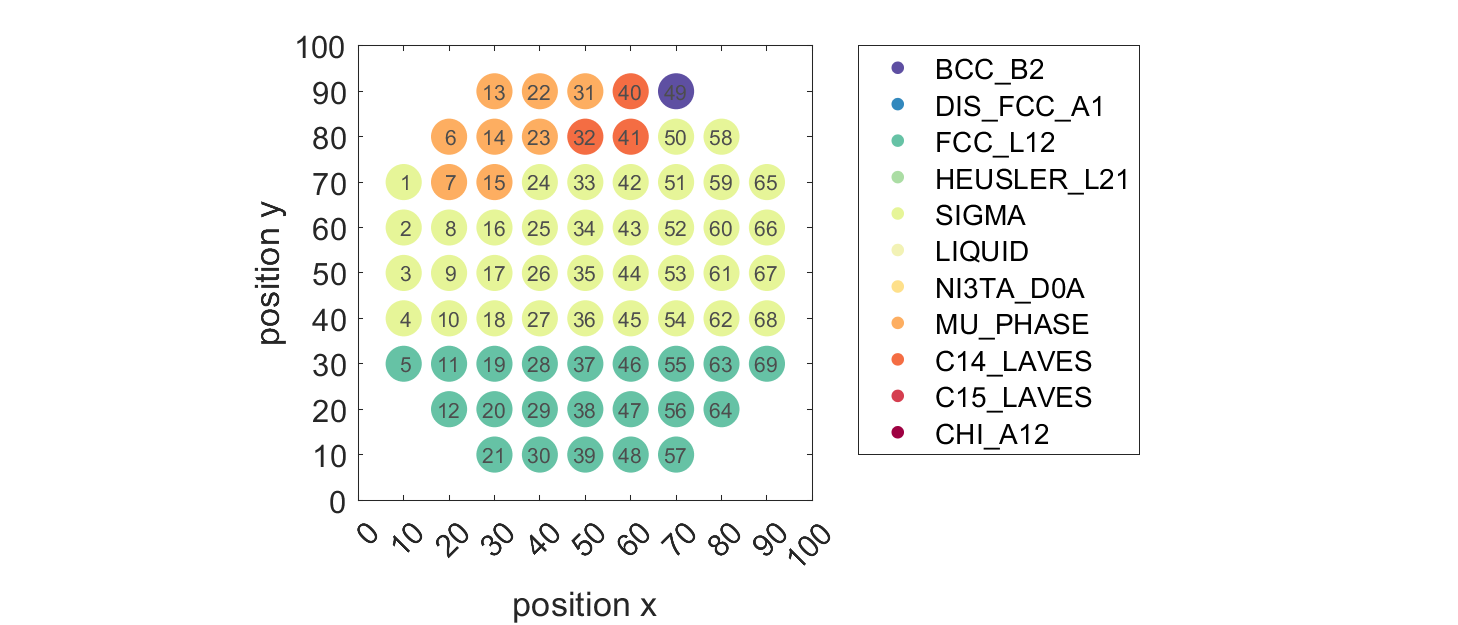 100
90
80
70
60
50
40
30
20
10
0
position y
13 22 31 40 49
6 14 23 32 41 50 58
1 7 15 24 33 42 51 59 65
2 8 16 25 34 43 52 60 66
3 9 17 26 35 44 53 61 67
4 10 18 27 36 45 54 62 68
5 11 19 28 37 46 55 63 69
12 20 29 38 47 56 64
21 30 39 48 57
0 10 20 30 40 50 60 70 80 90 100
position x
BCC_B2
DIS_FCC_A1
FCC_L12
HEUSLER_L21
SIGMA
LIQUID
NI3TA_D0A
MU_PHASE
C14_LAVES
C15_LAVES
CHI_A12